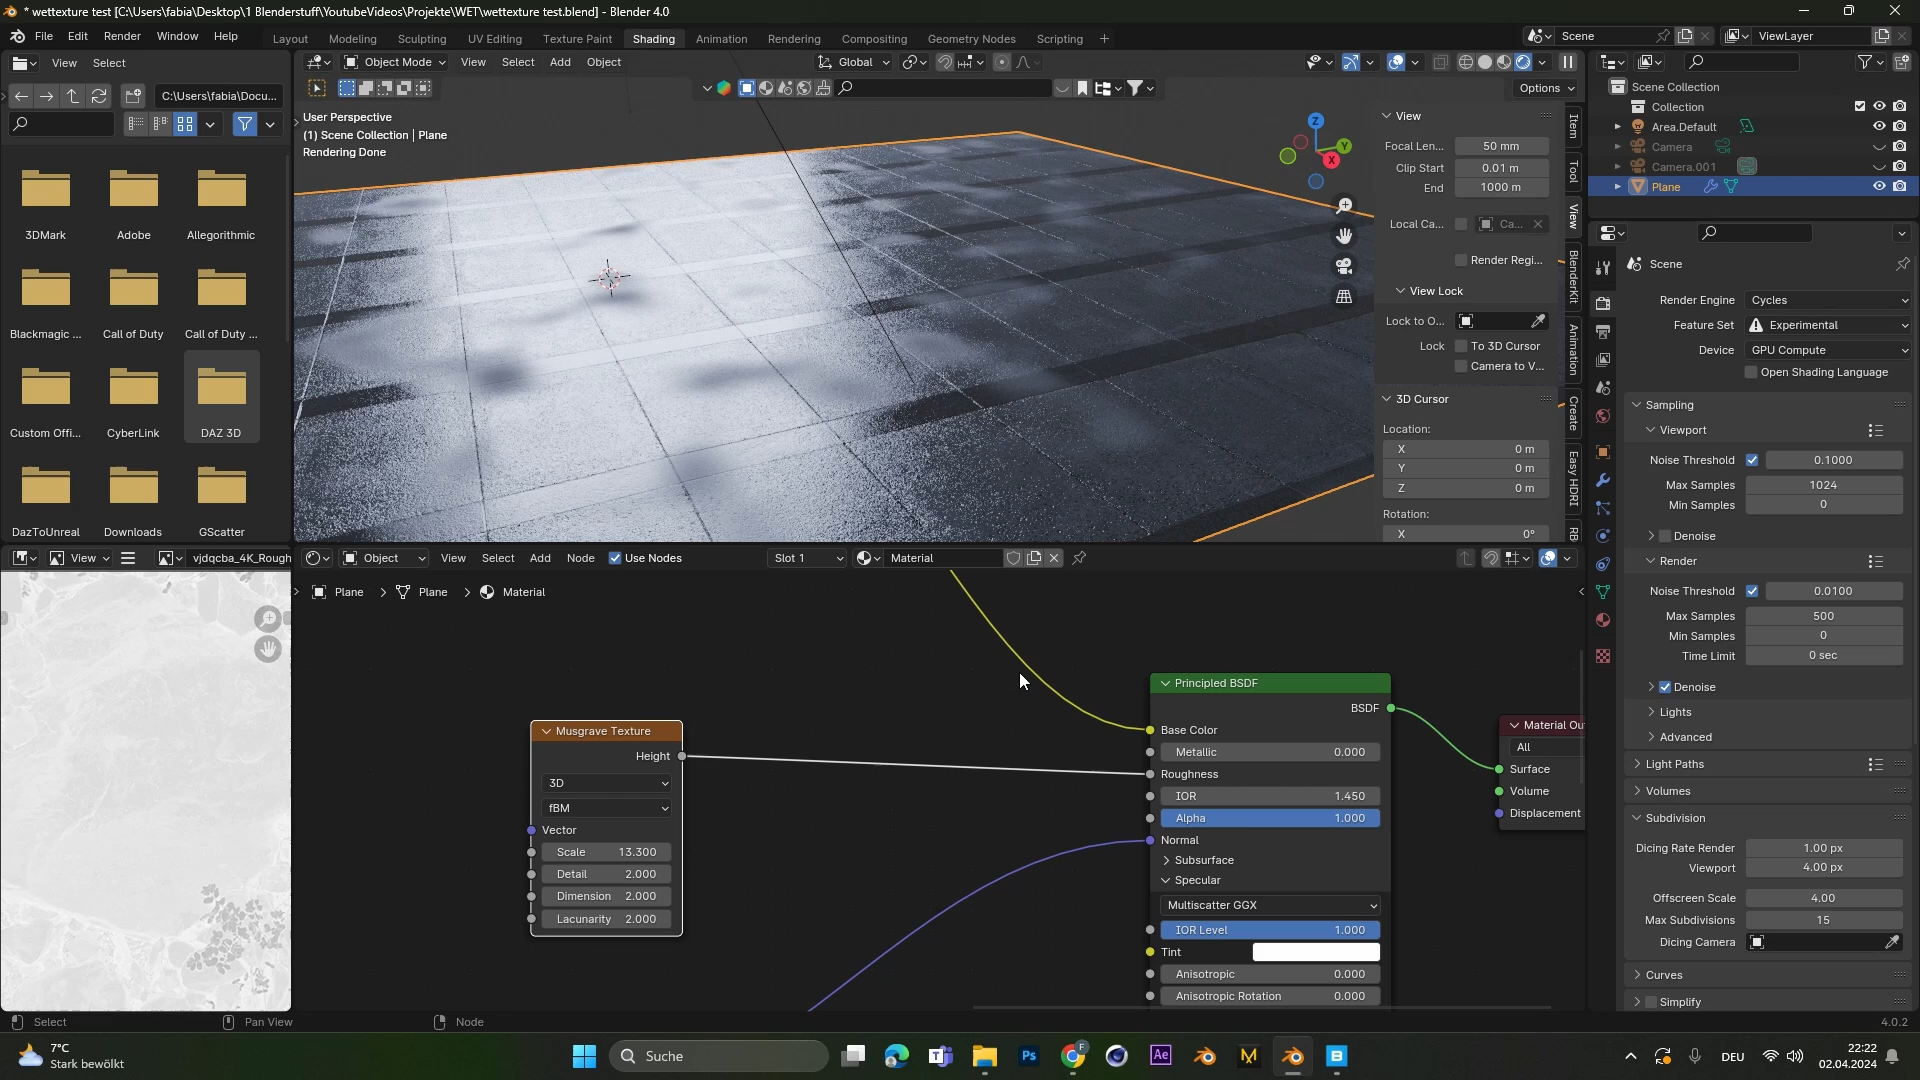 * wettexture test [C:\Users\fabia\Desktop\1 Blenderstuff\YoutubeVideos\Projekte\WET\wettexture test.blend] - Blender 4.0
File Edit Render Window Help
Layout Modeling Sculpting UV Editing Texture Paint Shading Animation Rendering Compositing Geometry Nodes Scripting +
Scene
ViewLayer
View Select
C:\Users\fabia\Docu...
3DMark
Adobe
Allegorithmic
Blackmagic ...
Call of Duty
Call of Duty ...
Custom Offi...
CyberLink
DAZ 3D
DazToUnreal
Downloads
GScatter
Object Mode View Select Add Object
Global
Options
User Perspective
(1) Scene Collection | Plane
Rendering Done
Z
Y
X
View
Focal Len... 50 mm
Clip Start 0.01 m
End 1000 m
Local Ca... Ca...
Render Regi...
View Lock
Lock to O...
Lock To 3D Cursor
Camera to V...
3D Cursor
Location:
X 0 m
Y 0 m
Z 0 m
Rotation:
X 0°
Item
Tool
View
BlenderKit
Animation
Create
Easy HDRI
RB
Scene Collection
Collection
Area.Default
Camera
Camera.001
Plane
Scene
Render Engine Cycles
Feature Set Experimental
Device GPU Compute
Open Shading Language
Sampling
Viewport
Noise Threshold 0.1000
Max Samples 1024
Min Samples 0
Denoise
Render
Noise Threshold 0.0100
Max Samples 500
Min Samples 0
Time Limit 0 sec
Denoise
Lights
Advanced
Light Paths
Volumes
Subdivision
Dicing Rate Render 1.00 px
Viewport 4.00 px
Offscreen Scale 4.00
Max Subdivisions 15
Dicing Camera
Curves
Simplify
View
vjdqcba_4K_Rough
Object View Select Add Node Use Nodes
Slot 1
Material
Plane > Plane > Material
Musgrave Texture
Height
3D
fBM
Vector
Scale 13.300
Detail 2.000
Dimension 2.000
Lacunarity 2.000
Principled BSDF
BSDF
Base Color
Metallic 0.000
Roughness
IOR 1.450
Alpha 1.000
Normal
Subsurface
Specular
Multiscatter GGX
IOR Level 1.000
Tint
Anisotropic 0.000
Anisotropic Rotation 0.000
Material Ou
All
Surface
Volume
Displacement
Select
Pan View
Node
4.0.2
7°C
Stark bewölkt
Suche
F
Ps
Ae
M
B
DEU
22:22
02.04.2024